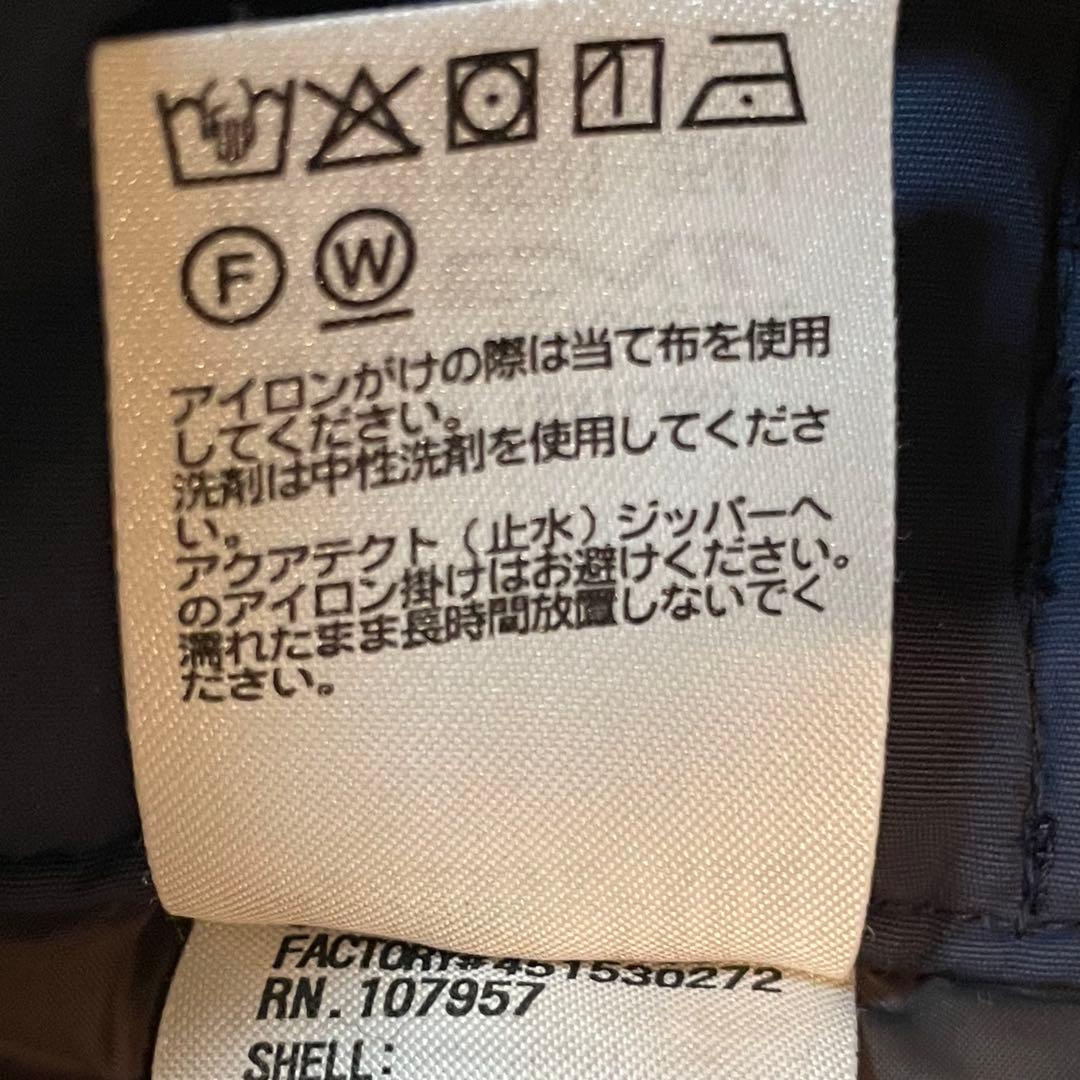 F W
アイロンがけの際は当て布を使用
してください。
洗剤は中性洗剤を使用してくださ
い。
アクアテクト（止水）ジッパーへ
のアイロン掛けはお避けください。
濡れたまま長時間放置しないでく
ださい。
FACTORY#451530272
RN.107957
SHELL: